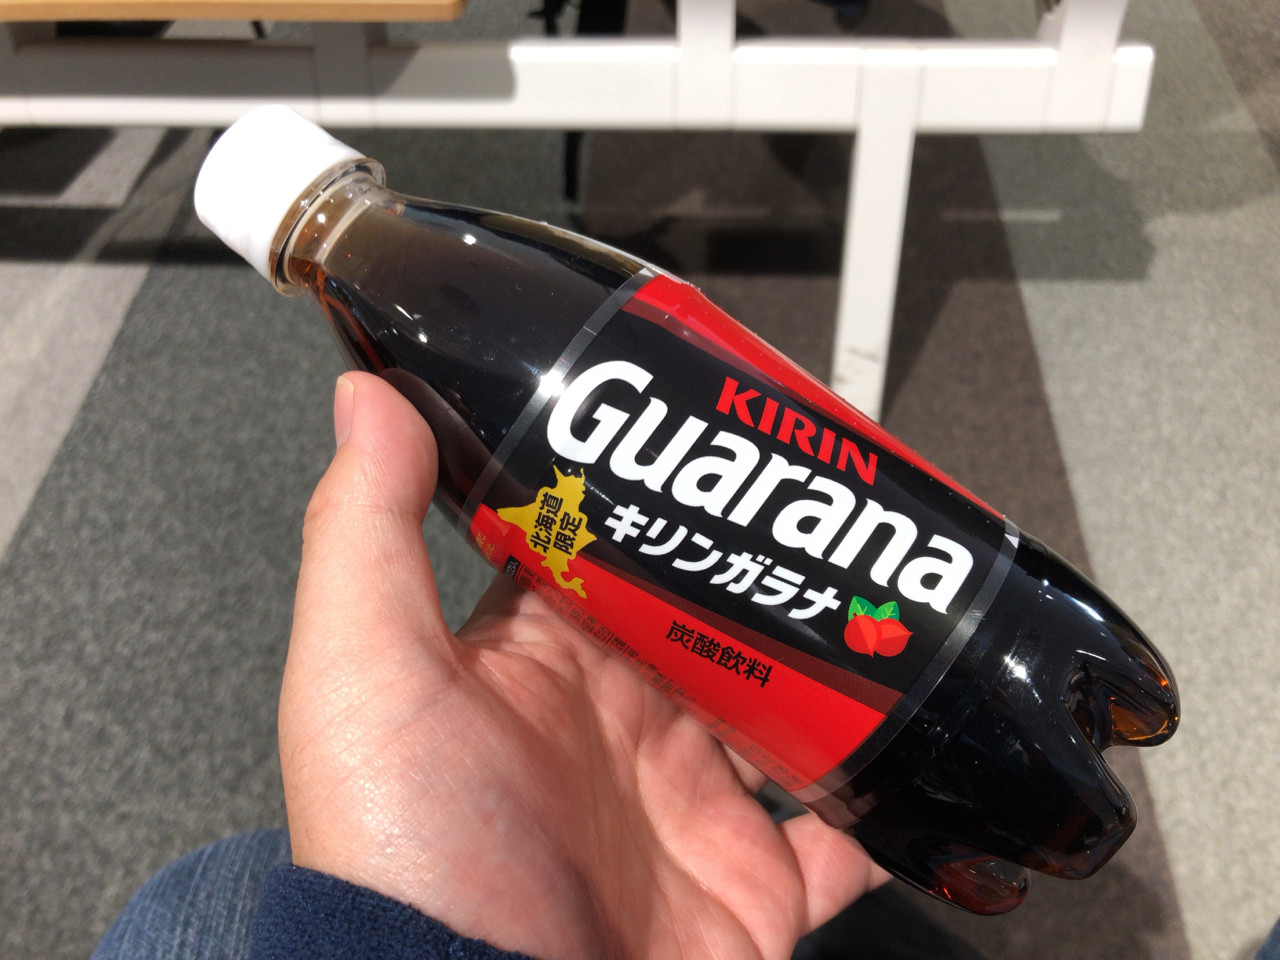 KIRIN
Guarana
北海道
限定
キリンガラナ
炭酸飲料